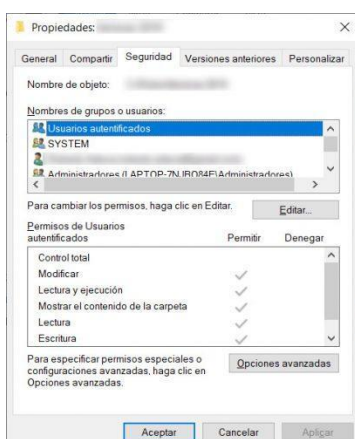 Propiedades:
General Compartir Seguridad Versiones anteriores Personalizar
Nombre de objeto:
Nombres de grupos o usuarios:
Usuarios autentificados
SYSTEM
Administradores (LAPTOP-7NJBO84E\Administradores)
Para cambiar los permisos, haga clic en Editar.
Editar...
Permisos de Usuarios
autentificados Permitir Denegar
Control total
Modificar
Lectura y ejecución
Mostrar el contenido de la carpeta
Lectura
Escritura
Para especificar permisos especiales o
configuraciones avanzadas, haga clic en
Opciones avanzadas.
Opciones avanzadas
Aceptar Cancelar Aplicar